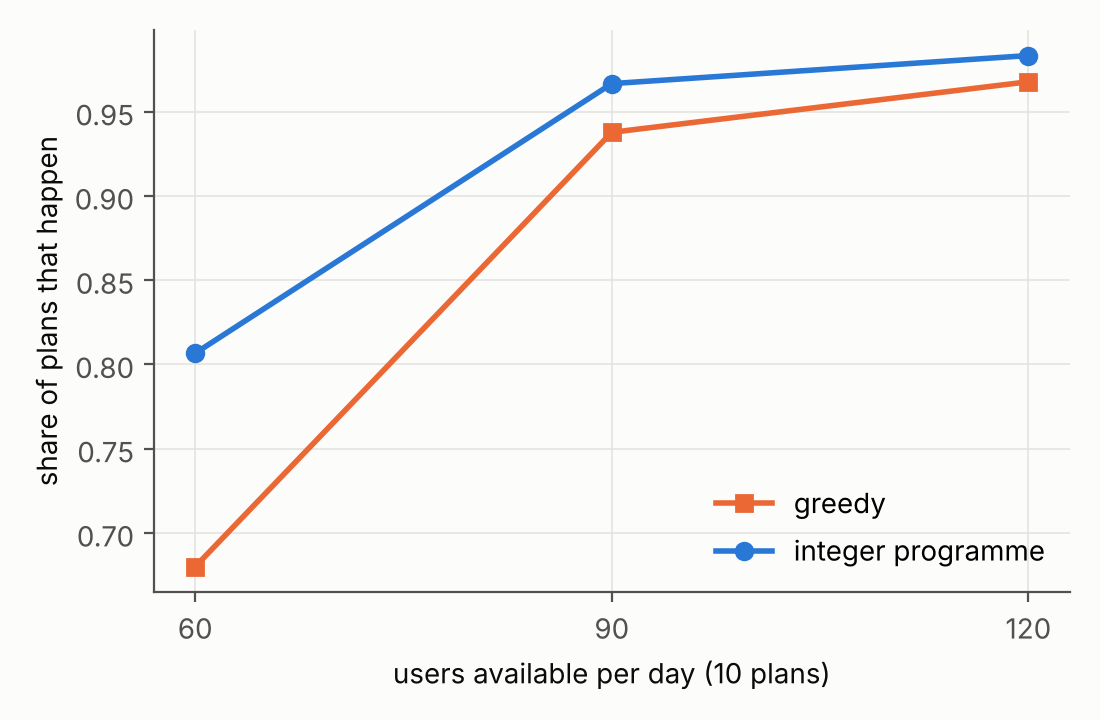 share of plans that happen
0.95
0.90
0.85
0.80
0.75
0.70
greedy
integer programme
60 90 120
users available per day (10 plans)